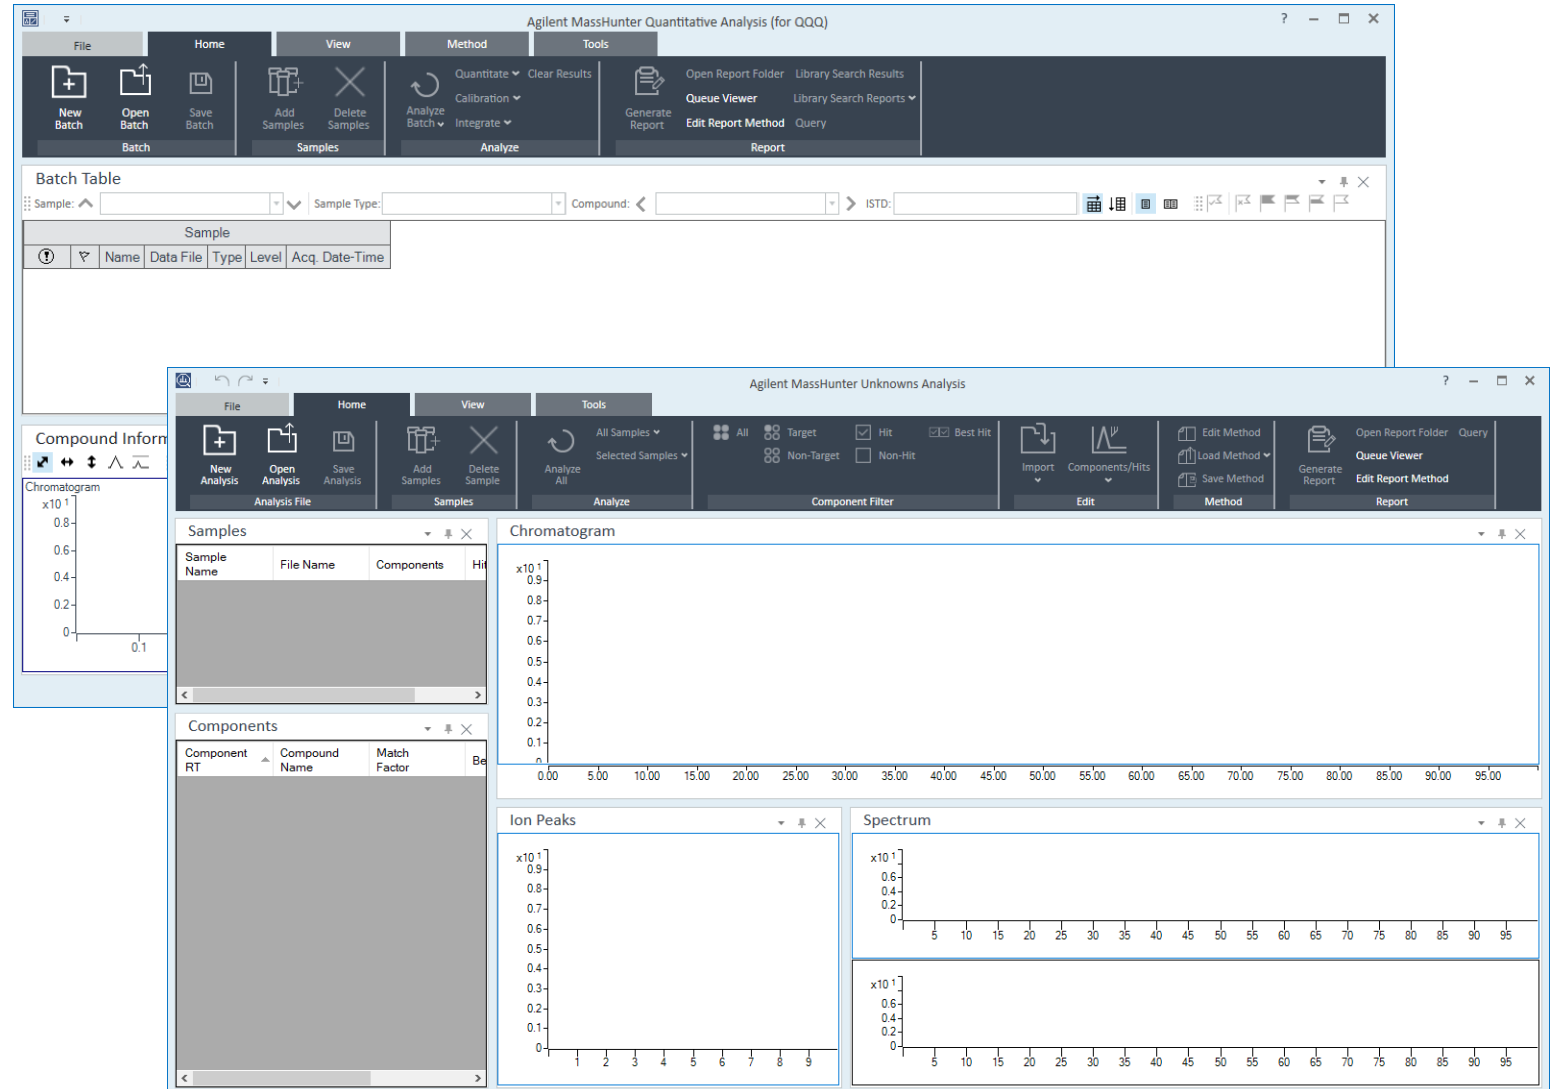 Agilent MassHunter Quantitative Analysis (for QQQ)
File Home View Method Tools
New Batch Open Batch Save Batch
Batch
Add Samples Delete Samples
Samples
Analyze Batch Quantitate Clear Results
Calibration
Integrate
Analyze
Generate Report Open Report Folder Library Search Results
Queue Viewer Library Search Reports
Edit Report Method Query
Report
Batch Table
Sample: Sample Type: Compound: ISTD:
Sample
Name Data File Type Level Acq. Date-Time
Compound Inform
Chromatogram
x10 1
0.8
0.6
0.4
0.2
0
0.1
Agilent MassHunter Unknowns Analysis
File Home View Tools
New Analysis Open Analysis Save Analysis
Analysis File
Add Samples Delete Sample
Samples
Analyze All All Samples
Selected Samples
Analyze
All Target Hit Best Hit
Non-Target Non-Hit
Component Filter
Import Components/Hits
Edit
Edit Method
Load Method
Save Method
Method
Generate Report Open Report Folder Query
Queue Viewer
Edit Report Method
Report
Samples
Sample Name File Name Components Hit
Components
Component RT Compound Name Match Factor Be
Chromatogram
x10 1
0.9
0.8
0.7
0.6
0.5
0.4
0.3
0.2
0.1
0
0.00 5.00 10.00 15.00 20.00 25.00 30.00 35.00 40.00 45.00 50.00 55.00 60.00 65.00 70.00 75.00 80.00 85.00 90.00 95.00
Ion Peaks
x10 1
0.9
0.8
0.7
0.6
0.5
0.4
0.3
0.2
0.1
0
1 2 3 4 5 6 7 8 9
Spectrum
x10 1
0.6
0.4
0.2
0
5 10 15 20 25 30 35 40 45 50 55 60 65 70 75 80 85 90 95
x10 1
0.6
0.4
0.2
0
5 10 15 20 25 30 35 40 45 50 55 60 65 70 75 80 85 90 95